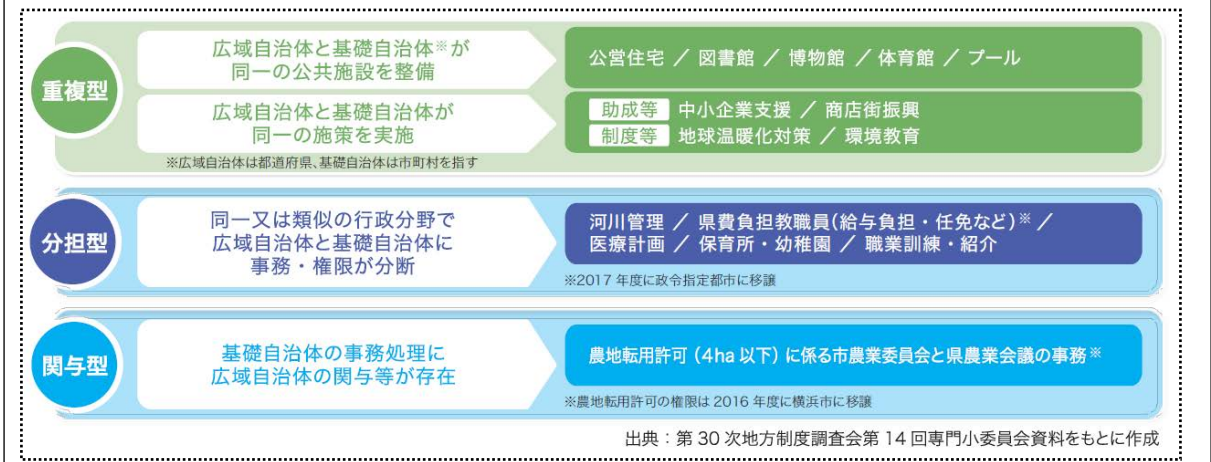 重複型
広域自治体と基礎自治体※が
同一の公共施設を整備
公営住宅 ／ 図書館 ／ 博物館 ／ 体育館 ／ プール
広域自治体と基礎自治体が
同一の施策を実施
助成等 中小企業支援 ／ 商店街振興
制度等 地球温暖化対策 ／ 環境教育
※広域自治体は都道府県、基礎自治体は市町村を指す
分担型
同一又は類似の行政分野で
広域自治体と基礎自治体に
事務・権限が分断
河川管理 ／ 県費負担教職員（給与負担・任免など）※ ／
医療計画 ／ 保育所・幼稚園 ／ 職業訓練・紹介
※2017 年度に政令指定都市に移譲
関与型
基礎自治体の事務処理に
広域自治体の関与等が存在
農地転用許可（4ha 以下）に係る市農業委員会と県農業会議の事務※
※農地転用許可の権限は 2016 年度に横浜市に移譲
出典：第 30 次地方制度調査会第 14 回専門小委員会資料をもとに作成